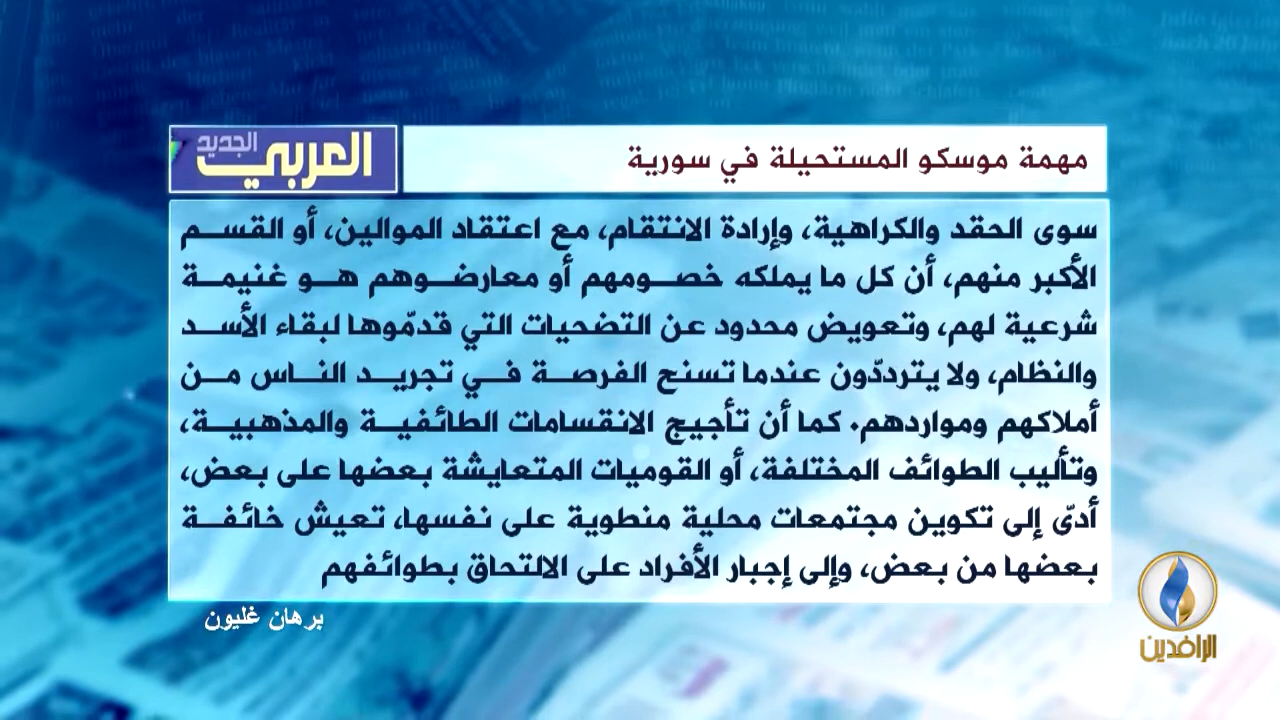 العربي الجديد
مهمة موسكو المستحيلة في سورية
سوى الحقد والكراهية، وإرادة الانتقام، مع اعتقاد الموالين، أو القسم
الأكبر منهم، أن كل ما يملكه خصومهم أو معارضوهم هو غنيمة
شرعية لهم، وتعويض محدود عن التضحيات التي قدّموها لبقاء الأسد
والنظام، ولا يتردّدون عندما تسنح الفرصة في تجريد الناس من
أملاكهم ومواردهم. كما أن تأجيج الانقسامات الطائفية والمذهبية،
وتأليب الطوائف المختلفة، أو القوميات المتعايشة بعضها على بعض،
أدّى إلى تكوين مجتمعات محلية منطوية على نفسها، تعيش خائفة
بعضها من بعض، وإلى إجبار الأفراد على الالتحاق بطوائفهم
برهان غليون
الرافدين